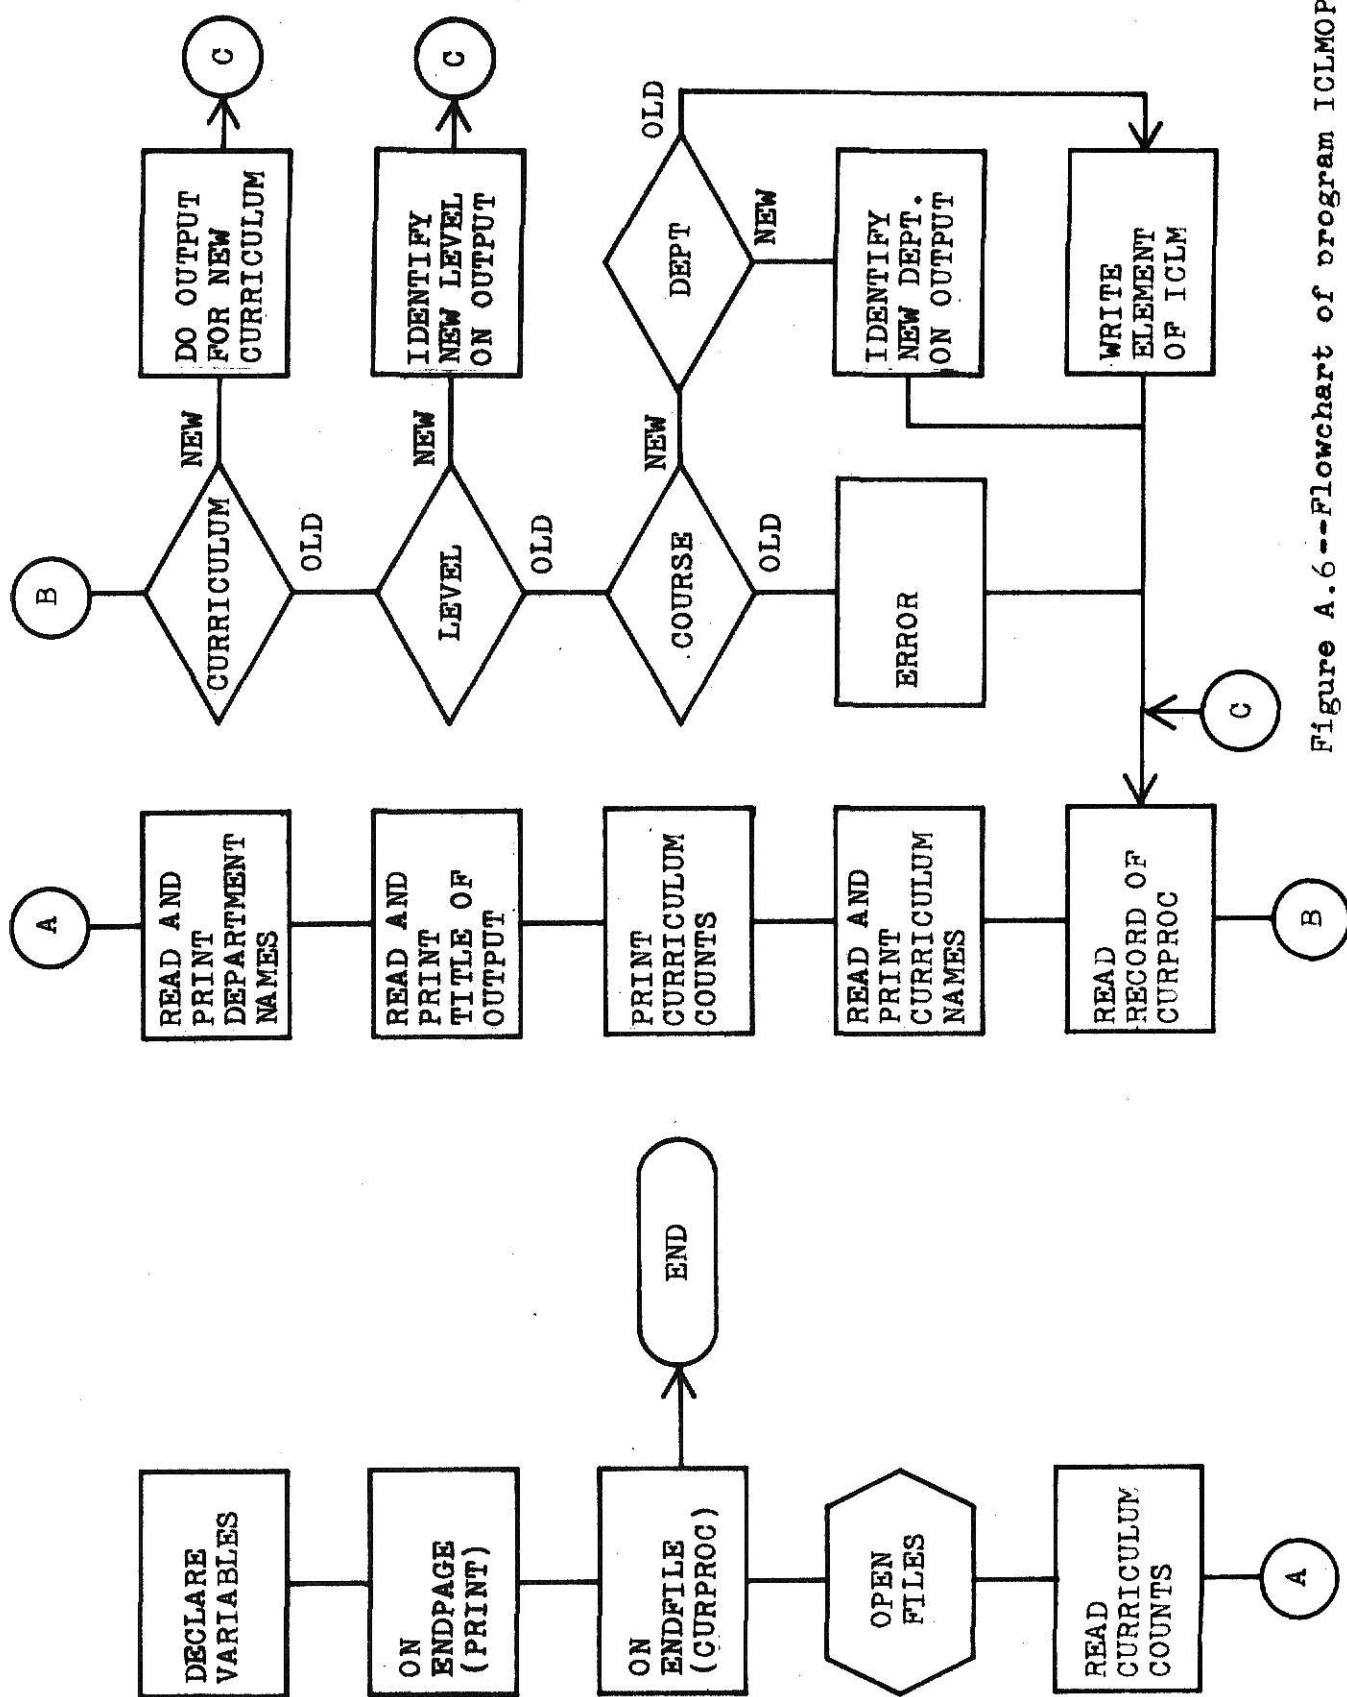 DECLARE
VARIABLES
ON
ENDPAGE
(PRINT)
ON
ENDFILE
(CURPROC)
END
OPEN
FILES
READ
CURRICULUM
COUNTS
A
A
READ AND
PRINT
DEPARTMENT
NAMES
READ AND
PRINT
TITLE OF
OUTPUT
PRINT
CURRICULUM
COUNTS
READ AND
PRINT
CURRICULUM
NAMES
READ
RECORD OF
CURPROC
B
B
CURRICULUM
NEW
DO OUTPUT
FOR NEW
CURRICULUM
C
OLD
LEVEL
NEW
IDENTIFY
NEW LEVEL
ON OUTPUT
C
OLD
COURSE
NEW
DEPT
OLD
NEW
OLD
ERROR
IDENTIFY
NEW DEPT.
ON OUTPUT
WRITE
ELEMENT
OF ICLM
C
Figure A.6--Flowchart of program ICLMOP